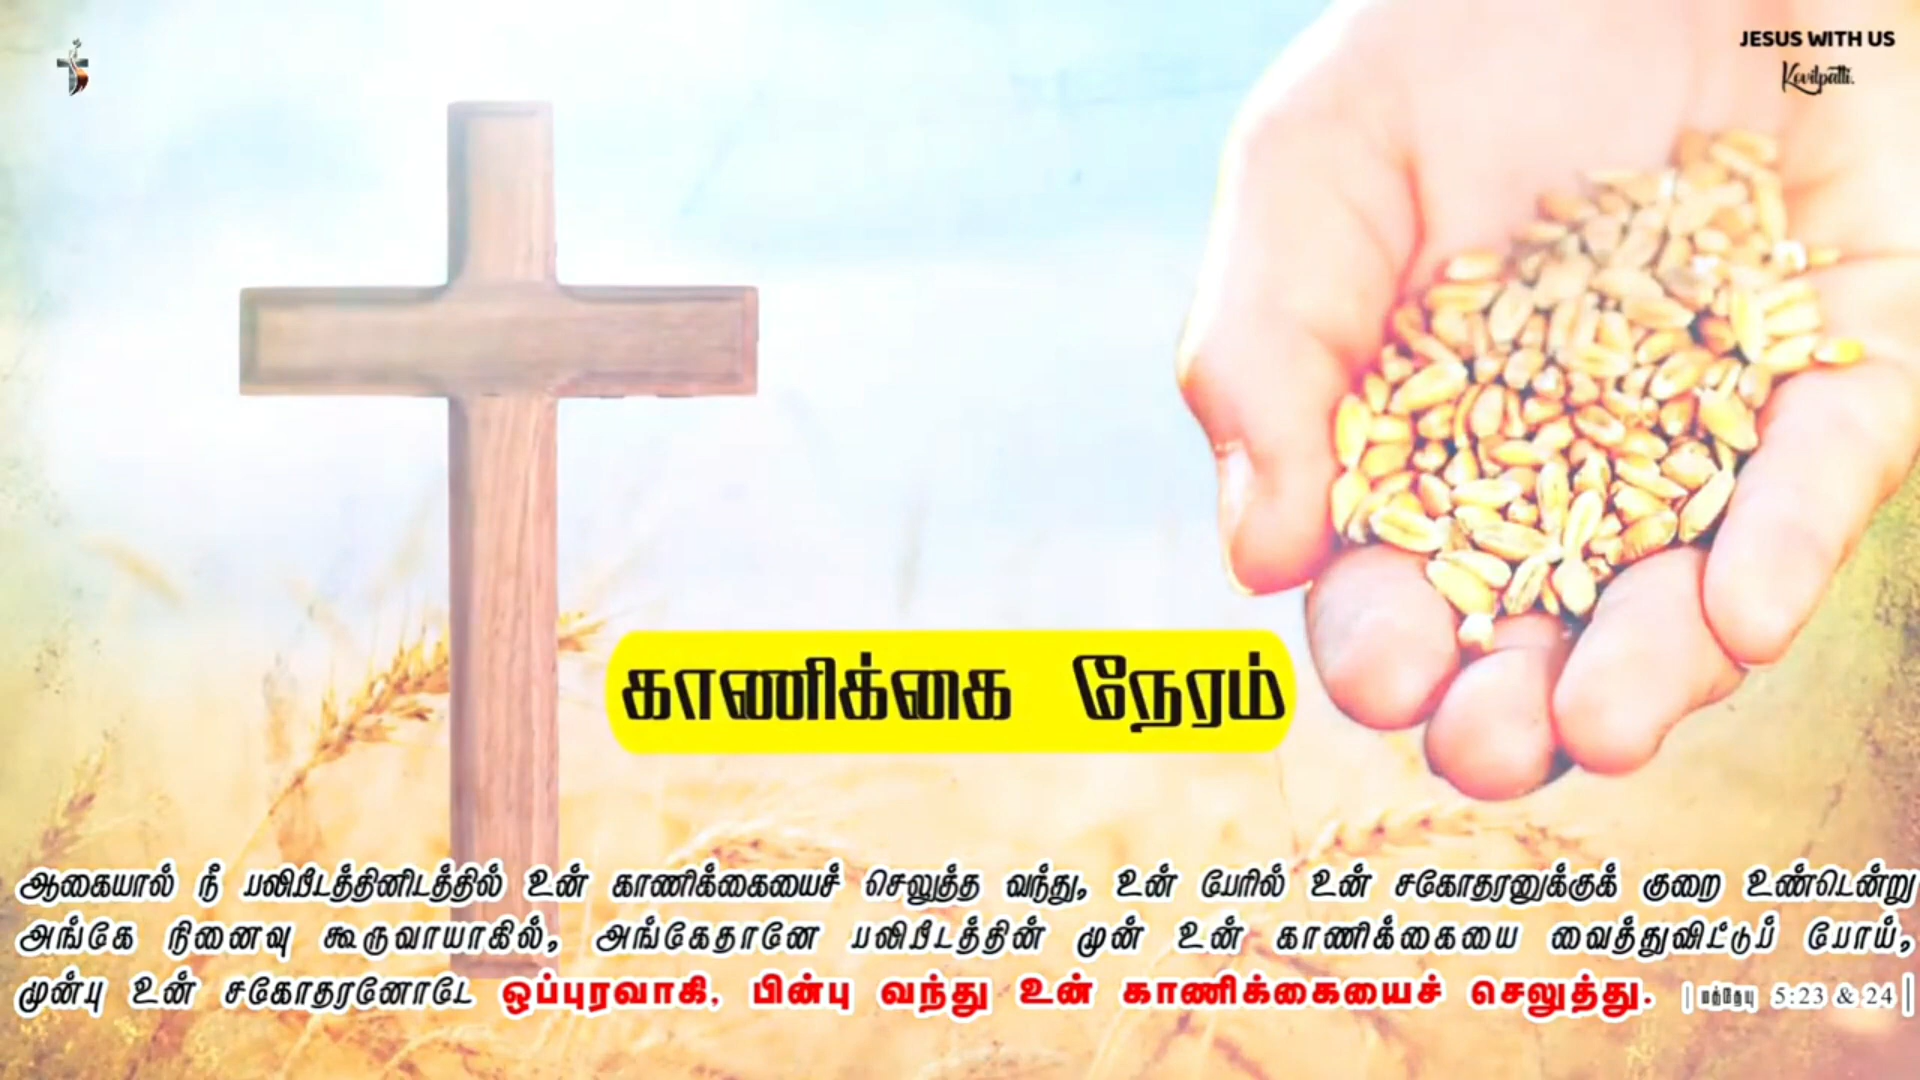 JESUS WITH US
Kovilpatti.
காணிக்கை நேரம்
ஆகையால் நீ பலிபீடத்தினிடத்தில் உன் காணிக்கையைச் செலுத்த வந்து, உன் பேரில் உன் சகோதரனுக்குக் குறை உண்டென்று
அங்கே நினைவு கூருவாயாகில், அங்கேதானே பலிபீடத்தின் முன் உன் காணிக்கையை வைத்துவிட்டுப் போய்,
முன்பு உன் சகோதரனோடே ஒப்புரவாகி, பின்பு வந்து உன் காணிக்கையைச் செலுத்து. | மத்தேயு 5:23 & 24 |